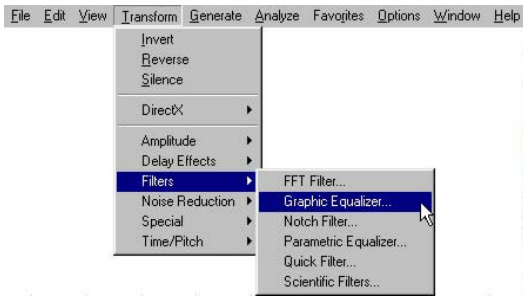 File Edit View Transform Generate Analyze Favorites Options Window Help
Invert
Reverse
Silence
DirectX
Amplitude
Delay Effects
Filters
Noise Reduction
Special
Time/Pitch
FFT Filter...
Graphic Equalizer...
Notch Filter...
Parametric Equalizer...
Quick Filter...
Scientific Filters...